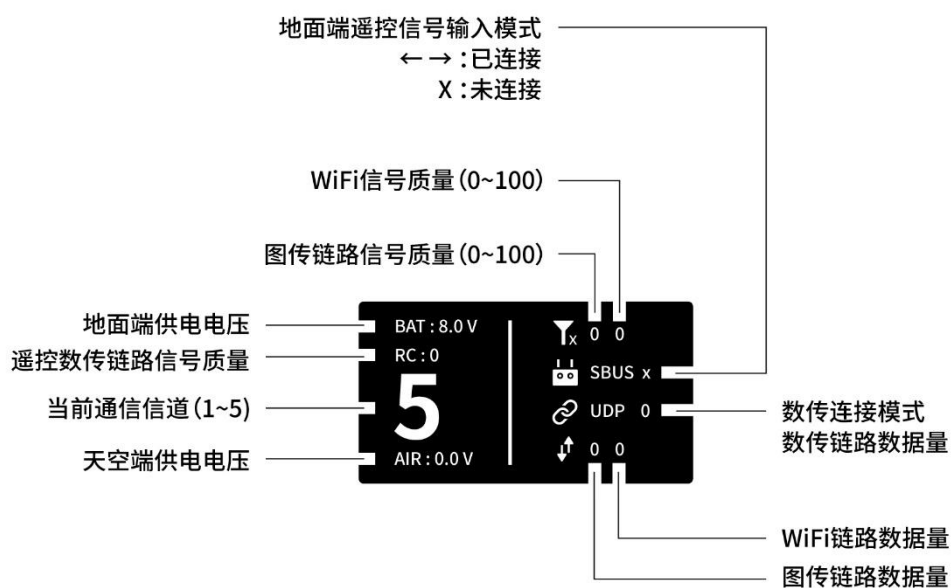 地面端遥控信号输入模式
← → :已连接
X :未连接
WiFi信号质量(0~100)
图传链路信号质量(0~100)
地面端供电电压
遥控数传链路信号质量
当前通信信道(1~5)
天空端供电电压
BAT : 8.0 V
RC : 0
5
AIR : 0.0 V
x 0 0
SBUS x
UDP 0
0 0
数传连接模式
数传链路数据量
WiFi链路数据量
图传链路数据量